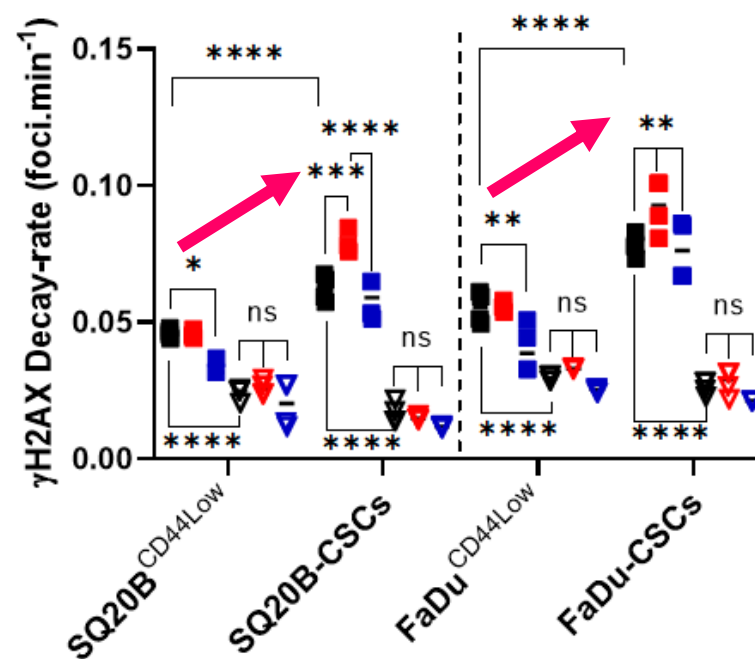 γH2AX Decay-rate (foci.min⁻¹)
0.15
0.10
0.05
0.00
****
****
***
*
ns
****
ns
****
****
**
**
ns
****
ns
****
SQ20B^CD44Low
SQ20B-CSCs
FaDu^CD44Low
FaDu-CSCs